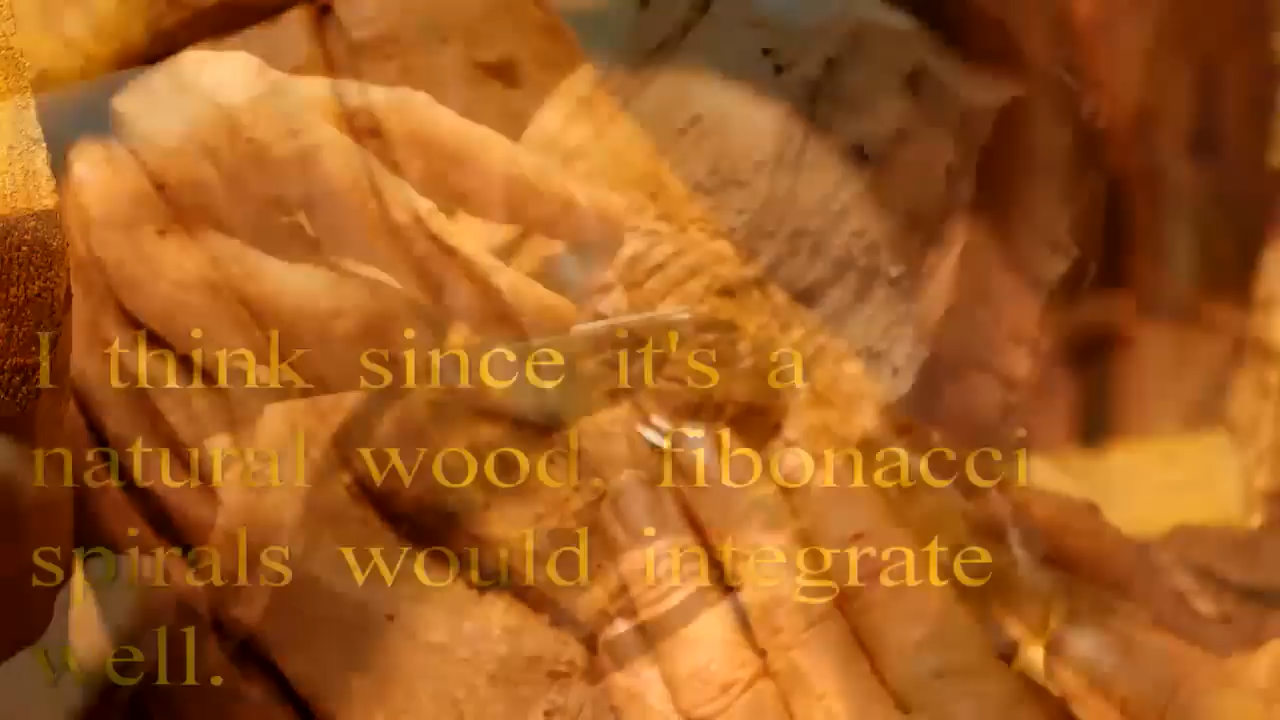 I think since it's a
natural wood, fibonacci
spirals would integrate
well.